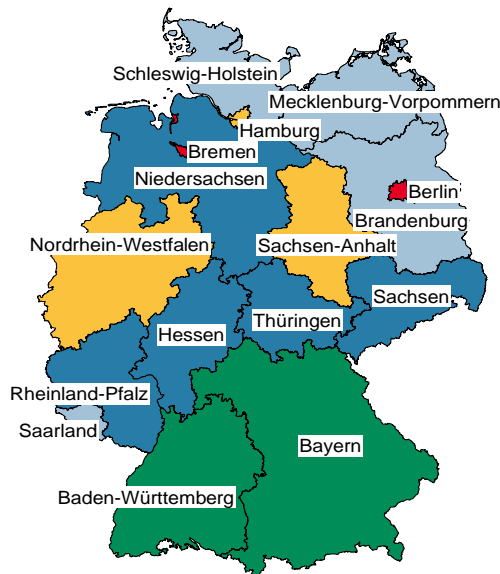 Schleswig-Holstein
Mecklenburg-Vorpommern
Hamburg
Bremen
Niedersachsen
Berlin
Brandenburg
Nordrhein-Westfalen
Sachsen-Anhalt
Sachsen
Thüringen
Hessen
Rheinland-Pfalz
Saarland
Bayern
Baden-Württemberg